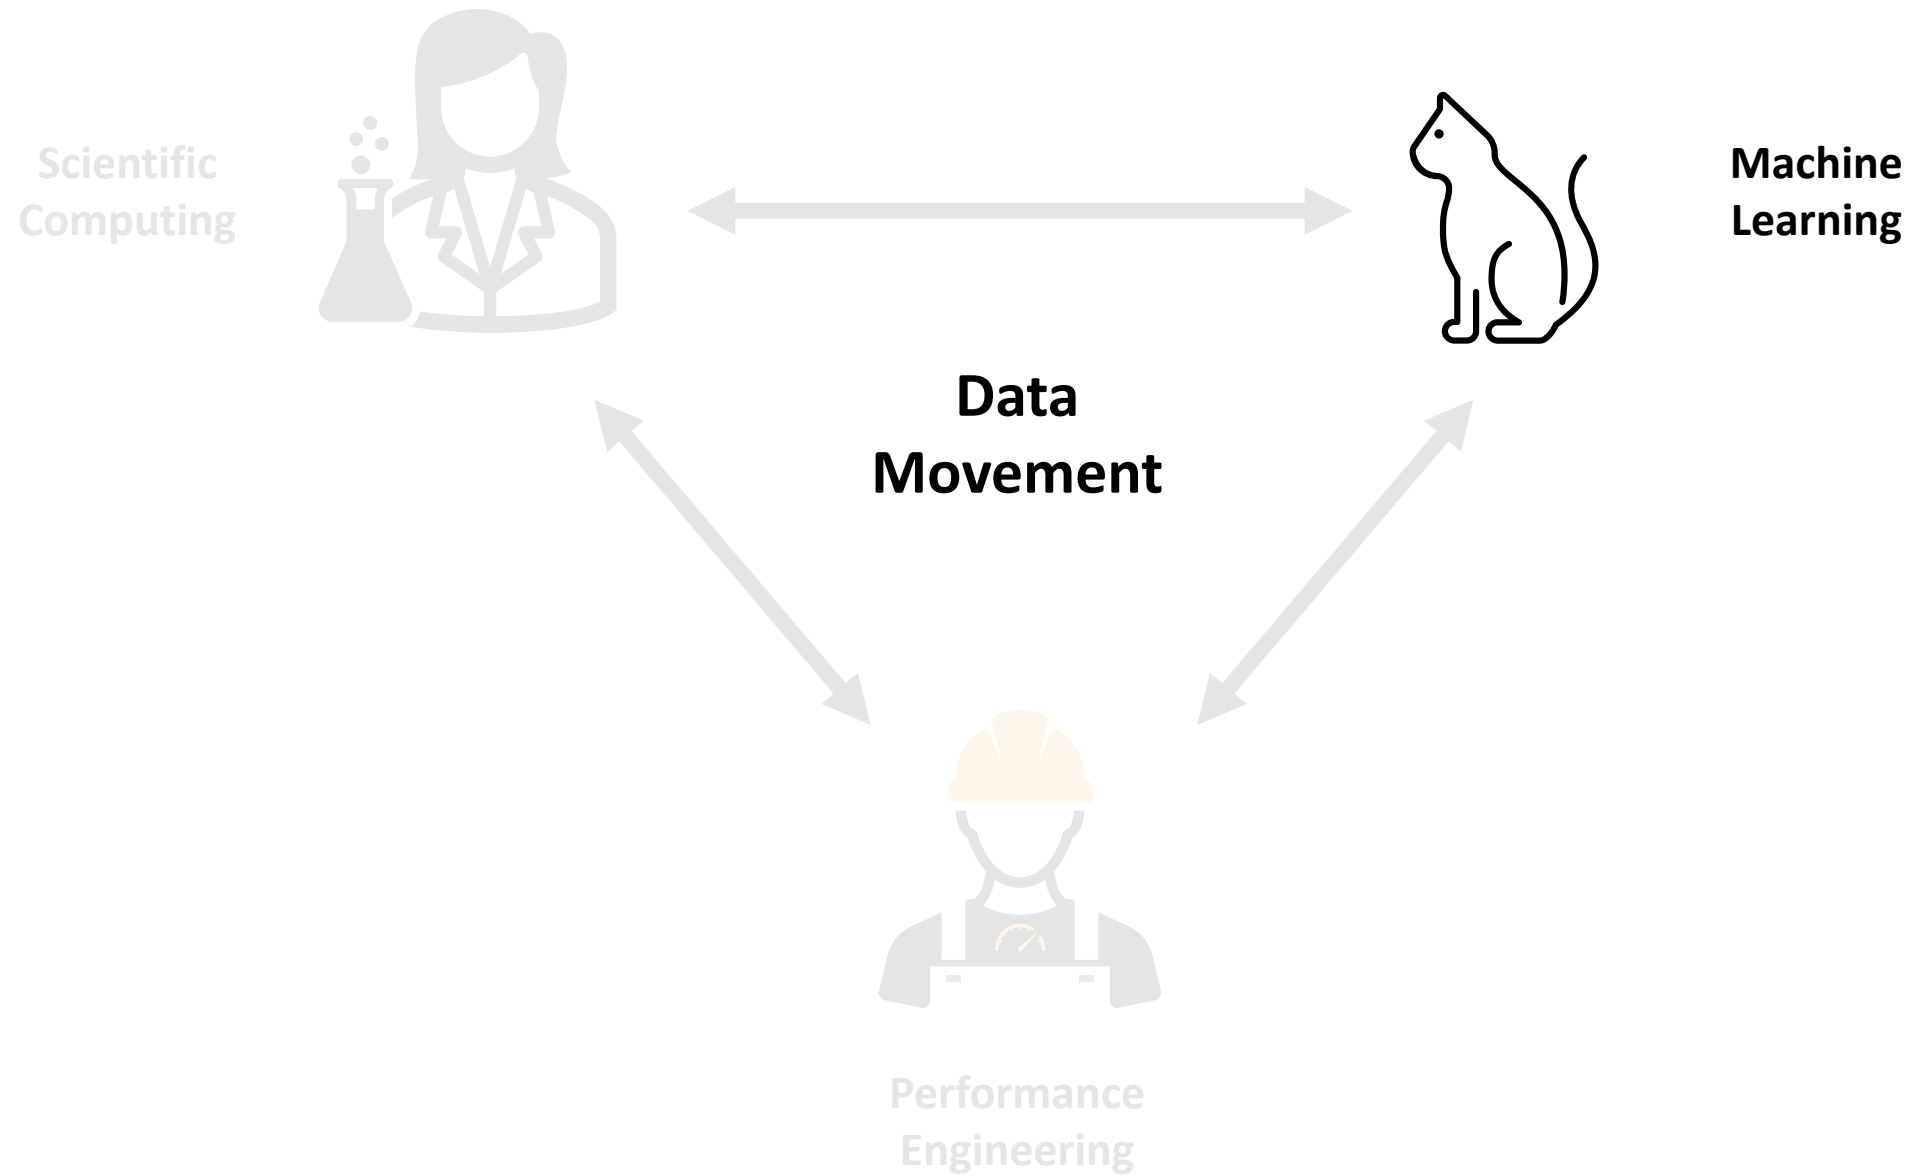 Scientific
Computing
Machine
Learning
Data
Movement
Performance
Engineering